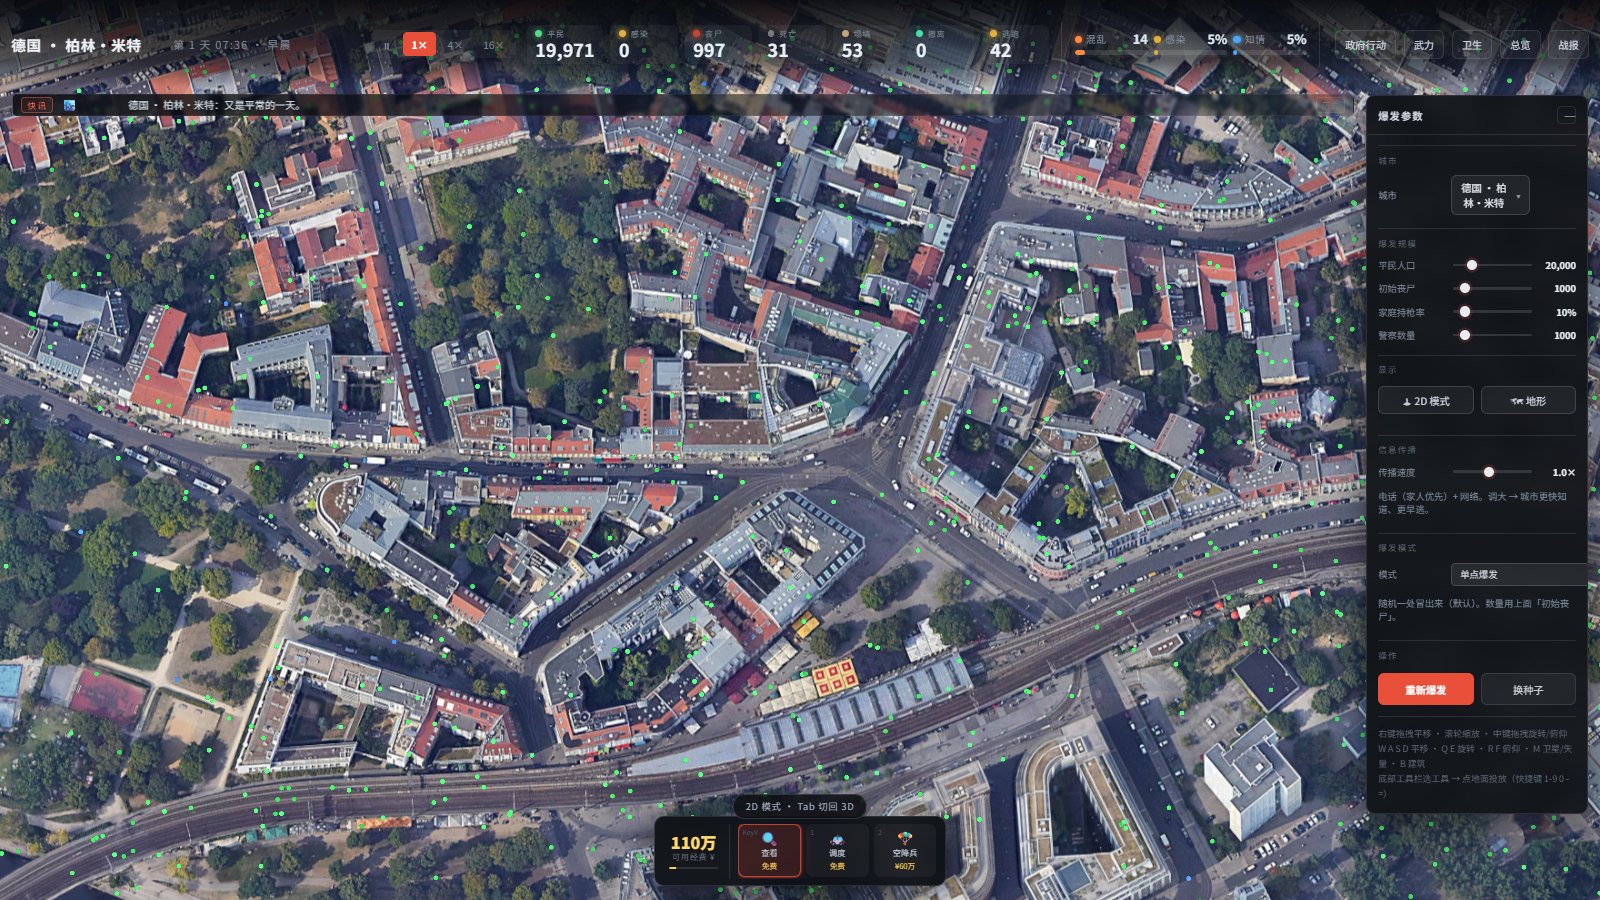 德国 · 柏林·米特
第 1 天 07:36 · 早晨
1×
4×
16×
平民
19,971
感染
0
丧尸
997
死亡
31
塌墙
53
撤离
0
逃逸
42
混乱
14
感染
5%
知情
5%
政府行动
武力
卫生
总览
战报
快讯
德国 · 柏林·米特：又是平常的一天。
爆发参数
城市
城市
德国 · 柏
林·米特
爆发规模
平民人口
20,000
初始丧尸
1000
家庭持枪率
10%
警察数量
1000
显示
2D 模式
地形
信息传播
传播速度
1.0×
电话（家人优先）+ 网络。调大 → 城市更快知
道、更早逃。
爆发模式
模式
单点爆发
随机一处冒出来（默认）。数量用上面「初始丧
尸」。
操作
重新爆发
换种子
右键拖拽平移 · 滚轮缩放 · 中键拖拽旋转/俯仰
WASD 平移 · QE 旋转 · RF 俯仰 · M 卫星/矢
量 · B 建筑
底部工具栏选工具 → 点地面投放（快捷键 1-9 0 -
=）
2D 模式 · Tab 切回 3D
110万
可用经费 ¥
KeyV
查看
免费
1
调度
免费
2
空降兵
¥60万